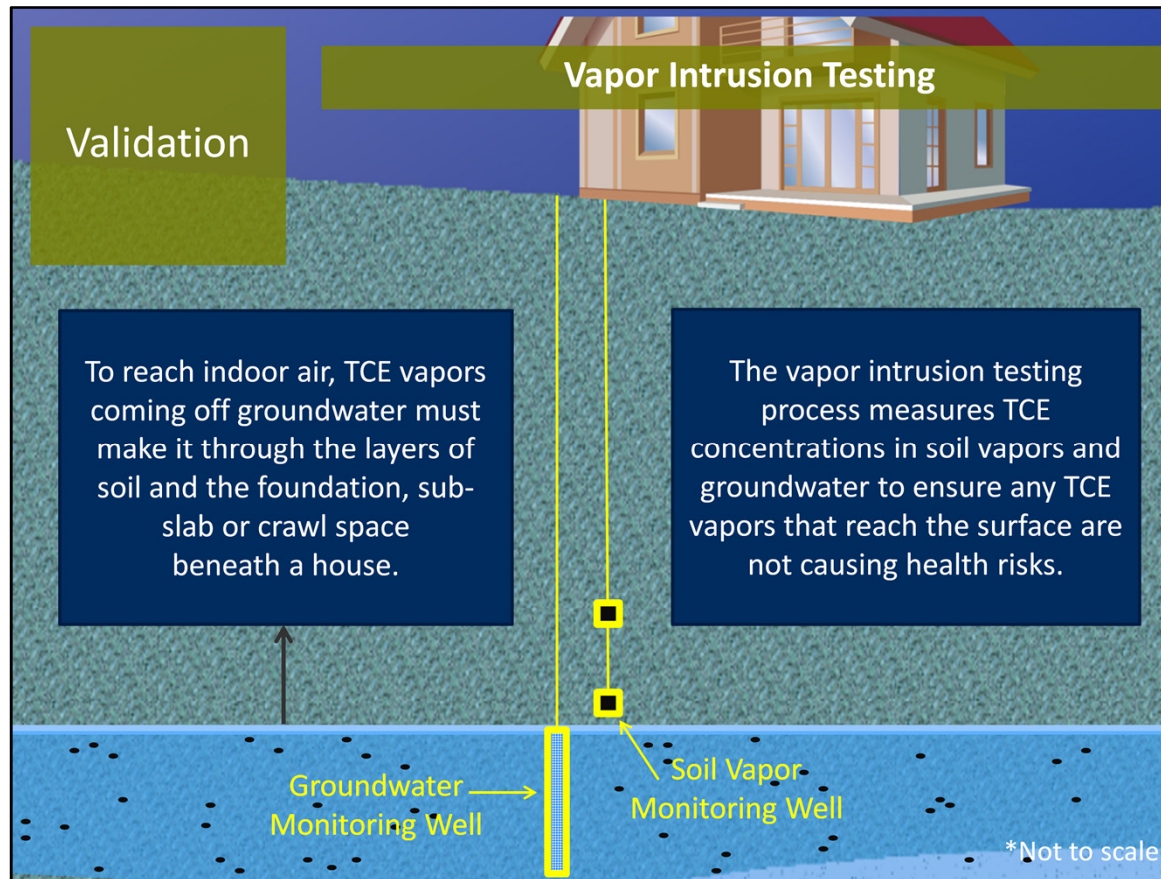 Vapor Intrusion Testing
Validation
To reach indoor air, TCE vapors
coming off groundwater must
make it through the layers of
soil and the foundation, sub-
slab or crawl space
beneath a house.
The vapor intrusion testing
process measures TCE
concentrations in soil vapors and
groundwater to ensure any TCE
vapors that reach the surface are
not causing health risks.
Groundwater
Monitoring Well
Soil Vapor
Monitoring Well
*Not to scale